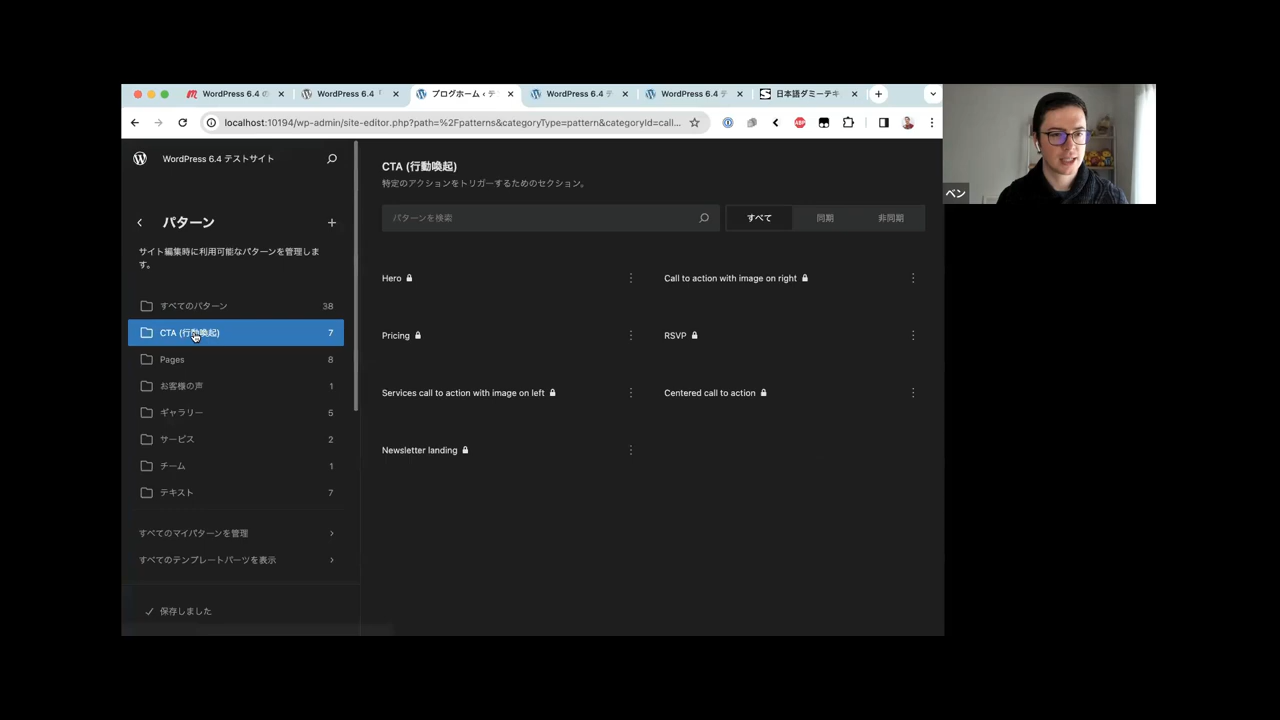 WordPress 6.4 の
WordPress 6.4 「
ブログホーム ‹ テ
WordPress 6.4 テ
WordPress 6.4 テ
日本語ダミーテキ
localhost:10194/wp-admin/site-editor.php?path=%2Fpatterns&categoryType=pattern&categoryId=call...
ABP
WordPress 6.4 テストサイト
パターン
サイト編集時に利用可能なパターンを管理しま
す。
すべてのパターン 38
CTA (行動喚起) 7
Pages 8
お客様の声 1
ギャラリー 5
サービス 2
チーム 1
テキスト 7
すべてのマイパターンを管理
すべてのテンプレートパーツを表示
保存しました
CTA (行動喚起)
特定のアクションをトリガーするためのセクション。
パターンを検索
すべて 同期 非同期
Hero
Call to action with image on right
Pricing
RSVP
Services call to action with image on left
Centered call to action
Newsletter landing
ベン